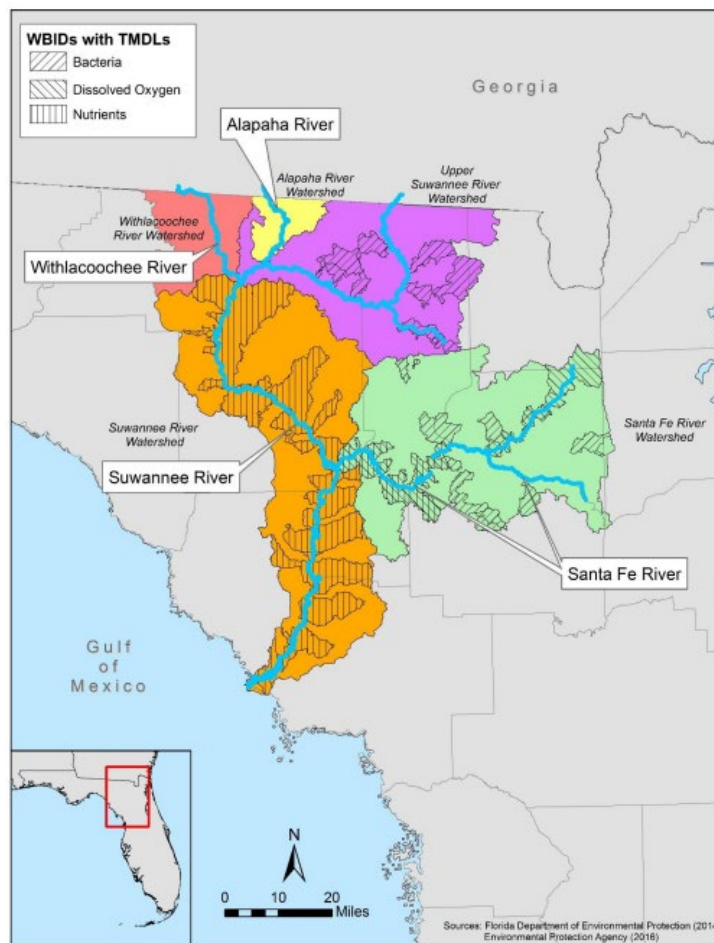 WBIDs with TMDLs
Bacteria
Dissolved Oxygen
Nutrients
Georgia
Alapaha River
Alapaha River
Watershed
Upper
Suwannee River
Watershed
Withlacoochee
River Watershed
Withlacoochee River
Suwannee River
Watershed
Suwannee River
Santa Fe River
Watershed
Santa Fe River
Gulf
of
Mexico
N
0 5 10 20
Miles
Sources: Florida Department of Environmental Protection (2014
Environmental Protection Agency (2016)